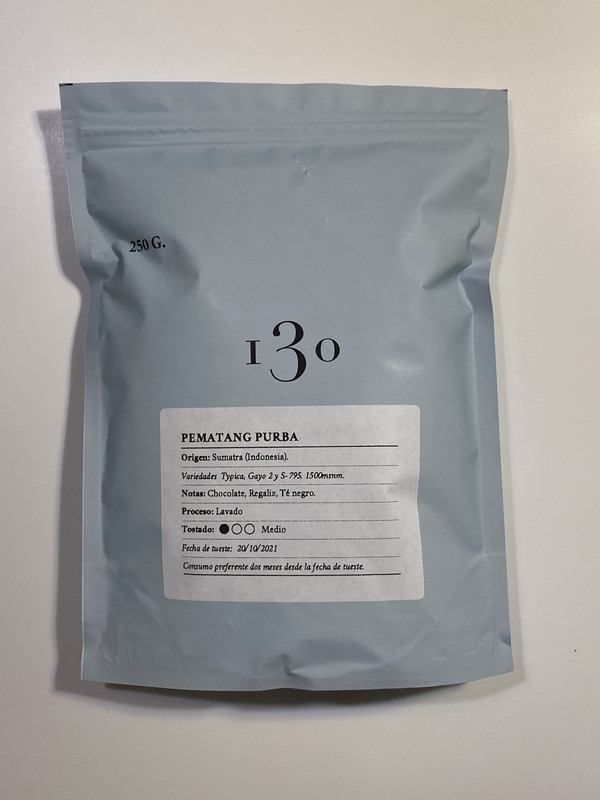 250 G.
130
PEMATANG PURBA
Origen: Sumatra (Indonesia).
Variedades Typica, Gayo 2 y S-795. 1500msnm.
Notas: Chocolate, Regaliz, Té negro.
Proceso: Lavado
Tostado: ●○○ Medio
Fecha de tueste: 20/10/2021
Consumo preferente dos meses desde la fecha de tueste.